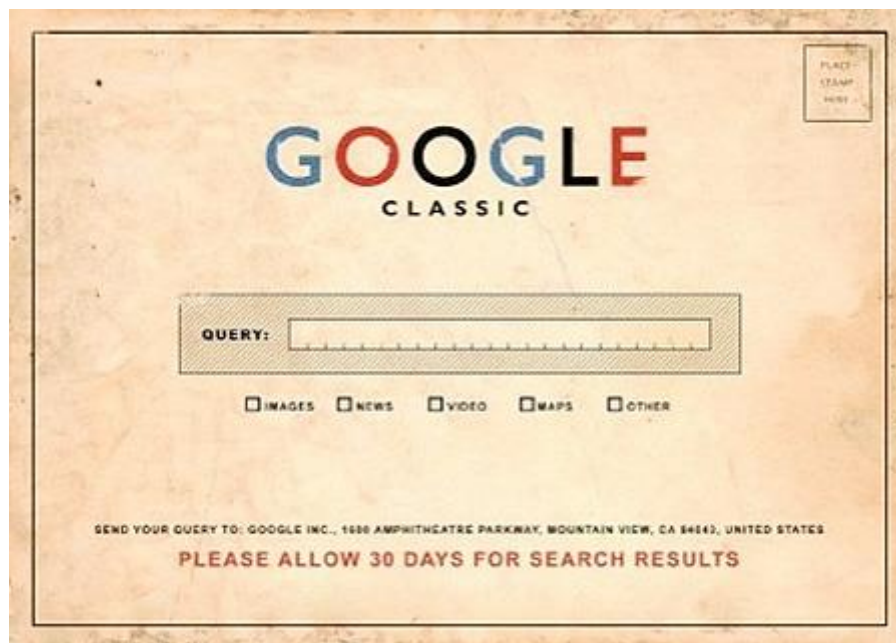 PLACE
STAMP
HERE
GOOGLE
CLASSIC
QUERY:
IMAGES NEWS VIDEO MAPS OTHER
SEND YOUR QUERY TO: GOOGLE INC., 1600 AMPHITHEATRE PARKWAY, MOUNTAIN VIEW, CA 94043, UNITED STATES
PLEASE ALLOW 30 DAYS FOR SEARCH RESULTS